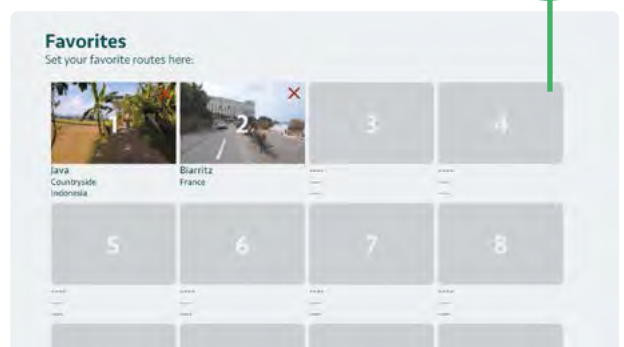 Favorites
Set your favorite routes here:
1
2
3
4
Java
Countryside
Indonesia
Biarritz
France
----
----
5
6
7
8
----
----
----
----